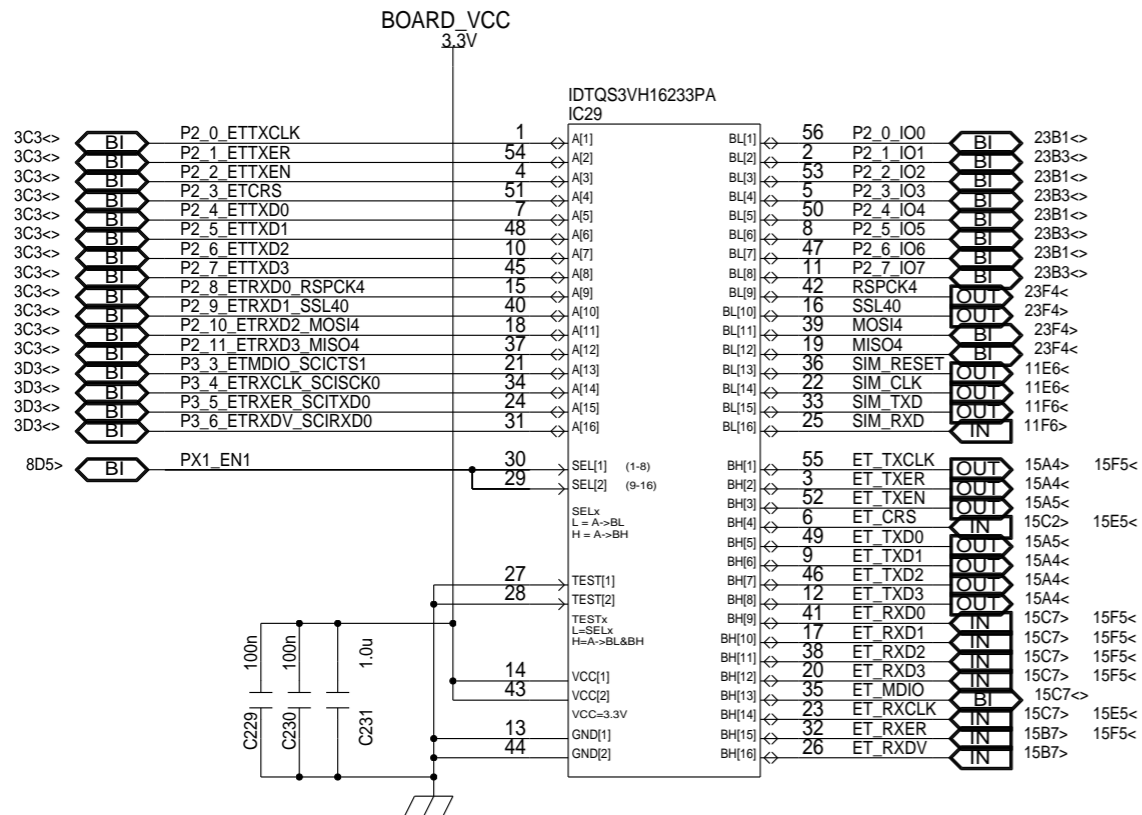 BOARD_VCC
3.3V
IDTQS3VH16233PA
IC29
3C3<> BI P2_0_ETTXCLK 1 A[1] BL[1] 56 P2_0_IO0 BI 23B1<>
3C3<> BI P2_1_ETTXER 54 A[2] BL[2] 2 P2_1_IO1 BI 23B3<>
3C3<> BI P2_2_ETTXEN 4 A[3] BL[3] 53 P2_2_IO2 BI 23B1<>
3C3<> BI P2_3_ETCRS 51 A[4] BL[4] 5 P2_3_IO3 BI 23B3<>
3C3<> BI P2_4_ETTXD0 7 A[5] BL[5] 50 P2_4_IO4 BI 23B1<>
3C3<> BI P2_5_ETTXD1 48 A[6] BL[6] 8 P2_5_IO5 BI 23B3<>
3C3<> BI P2_6_ETTXD2 10 A[7] BL[7] 47 P2_6_IO6 BI 23B1<>
3C3<> BI P2_7_ETTXD3 45 A[8] BL[8] 11 P2_7_IO7 BI 23B3<>
3C3<> BI P2_8_ETRXD0_RSPCK4 15 A[9] BL[9] 42 RSPCK4 OUT 23F4<
3C3<> BI P2_9_ETRXD1_SSL40 40 A[10] BL[10] 16 SSL40 OUT 23F4>
3C3<> BI P2_10_ETRXD2_MOSI4 18 A[11] BL[11] 39 MOSI4 BI 23F4>
3C3<> BI P2_11_ETRXD3_MISO4 37 A[12] BL[12] 19 MISO4 BI 23F4<
3D3<> BI P3_3_ETMDIO_SCICTS1 21 A[13] BL[13] 36 SIM_RESET OUT 11E6<
3D3<> BI P3_4_ETRXCLK_SCISCK0 34 A[14] BL[14] 22 SIM_CLK OUT 11E6<
3D3<> BI P3_5_ETRXER_SCITXD0 24 A[15] BL[15] 33 SIM_TXD OUT 11F6<
3D3<> BI P3_6_ETRXDV_SCIRXD0 31 A[16] BL[16] 25 SIM_RXD IN 11F6>
8D5> BI PX1_EN1 30 SEL[1] (1-8) BH[1] 55 ET_TXCLK OUT 15A4> 15F5<
29 SEL[2] (9-16) BH[2] 3 ET_TXER OUT 15A4<
SELx BH[3] 52 ET_TXEN OUT 15A5<
L = A->BL BH[4] 6 ET_CRS IN 15C2> 15E5<
H = A->BH BH[5] 49 ET_TXD0 OUT 15A5<
BH[6] 9 ET_TXD1 OUT 15A4<
27 TEST[1] BH[7] 46 ET_TXD2 OUT 15A4<
28 TEST[2] BH[8] 12 ET_TXD3 OUT 15A4<
TESTx BH[9] 41 ET_RXD0 IN 15C7> 15F5<
L=SELx BH[10] 17 ET_RXD1 IN 15C7> 15F5<
H=A->BL&BH BH[11] 38 ET_RXD2 IN 15C7> 15F5<
14 VCC[1] BH[12] 20 ET_RXD3 IN 15C7> 15F5<
43 VCC[2] BH[13] 35 ET_MDIO BI 15C7<>
VCC=3.3V BH[14] 23 ET_RXCLK IN 15C7> 15E5<
13 GND[1] BH[15] 32 ET_RXER IN 15B7> 15F5<
44 GND[2] BH[16] 26 ET_RXDV IN 15B7>
100n 100n 1.0u
C229 C230 C231